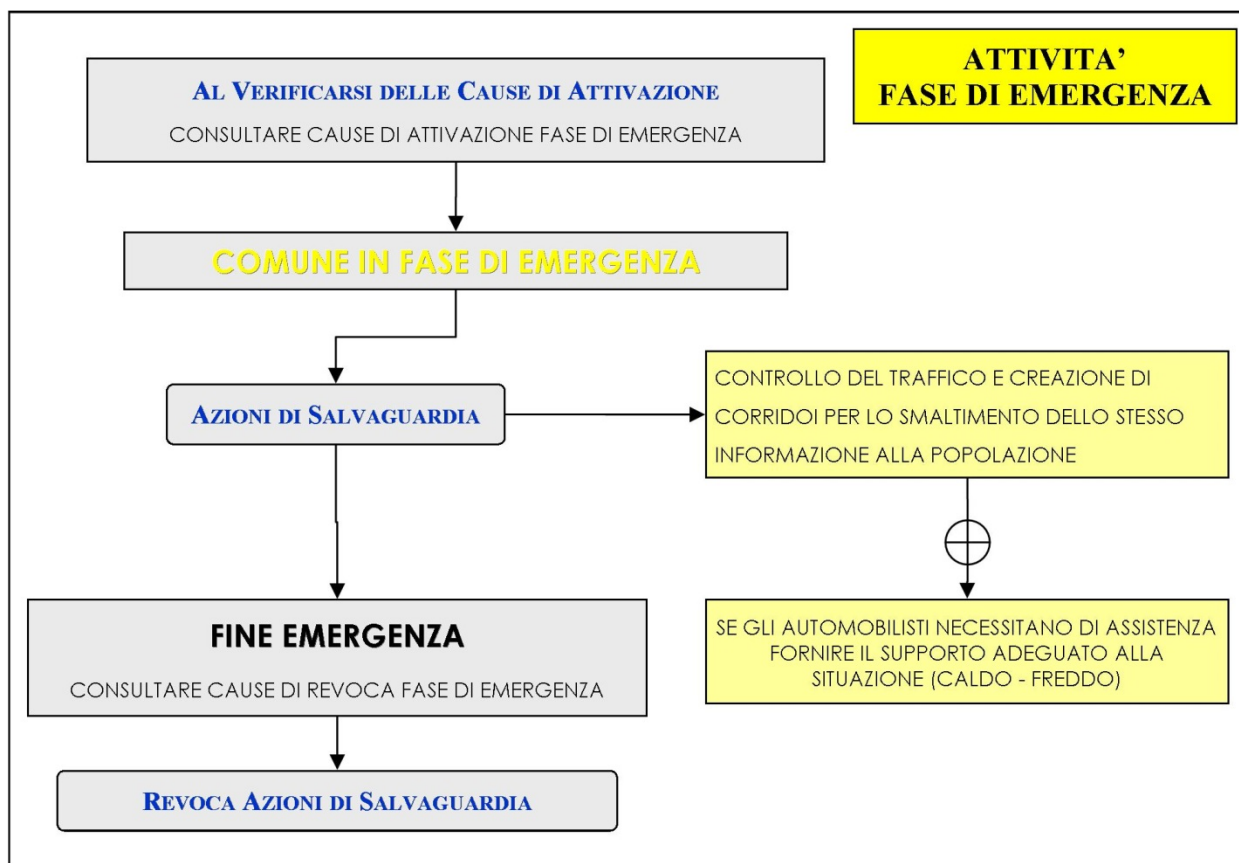 ATTIVITA’
FASE DI EMERGENZA
AL VERIFICARSI DELLE CAUSE DI ATTIVAZIONE
CONSULTARE CAUSE DI ATTIVAZIONE FASE DI EMERGENZA
COMUNE IN FASE DI EMERGENZA
AZIONI DI SALVAGUARDIA
CONTROLLO DEL TRAFFICO E CREAZIONE DI
CORRIDOI PER LO SMALTIMENTO DELLO STESSO
INFORMAZIONE ALLA POPOLAZIONE
SE GLI AUTOMOBILISTI NECESSITANO DI ASSISTENZA
FORNIRE IL SUPPORTO ADEGUATO ALLA
SITUAZIONE (CALDO - FREDDO)
FINE EMERGENZA
CONSULTARE CAUSE DI REVOCA FASE DI EMERGENZA
REVOCA AZIONI DI SALVAGUARDIA